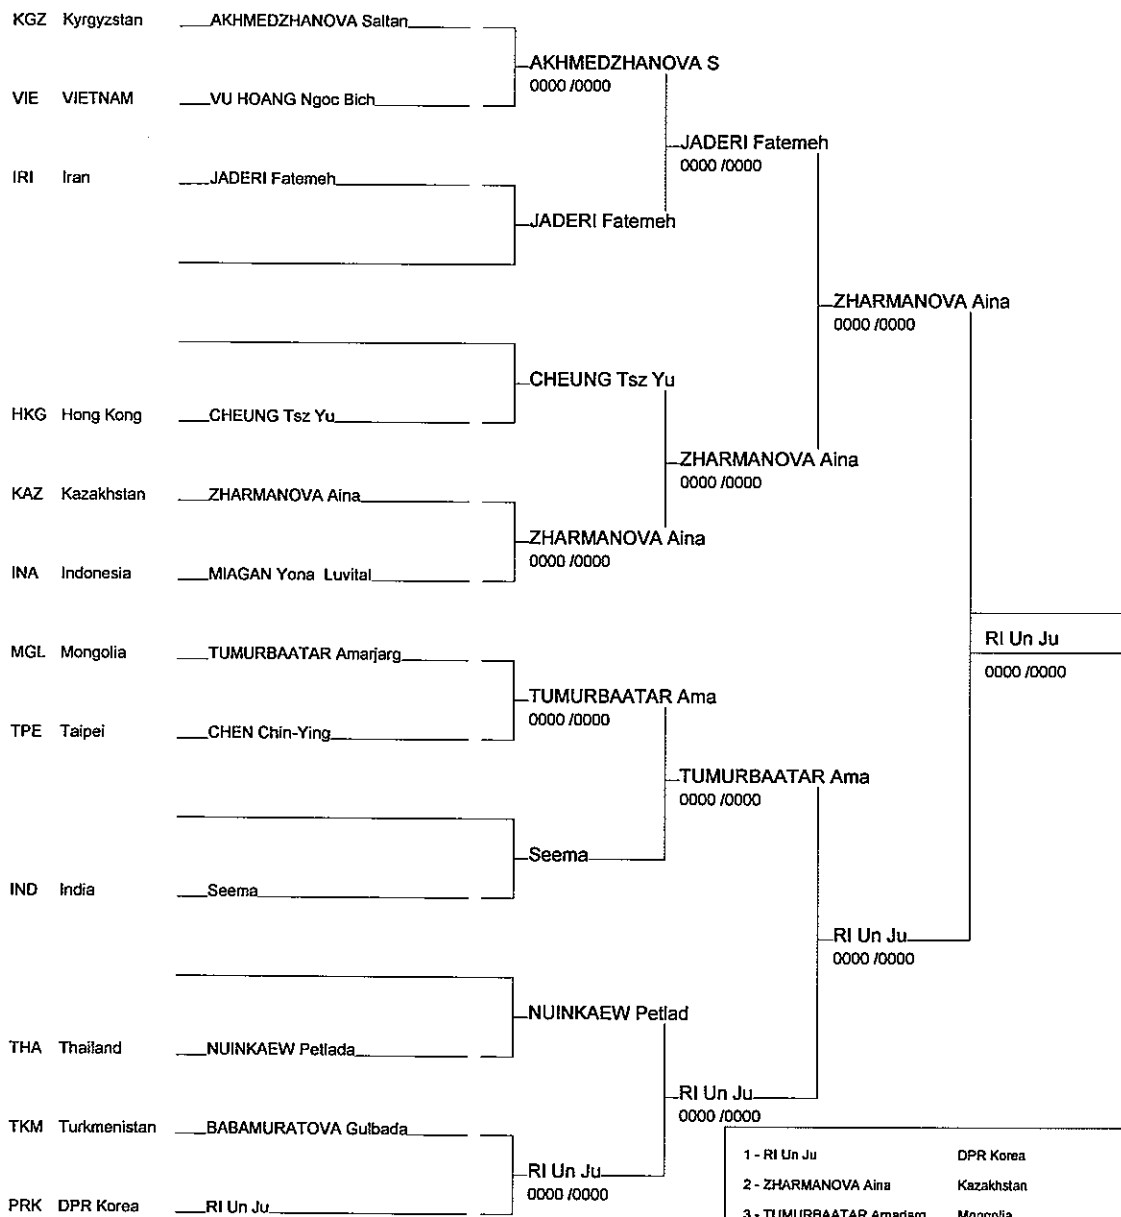 KGZ Kyrgyzstan AKHMEDZHANOVA Saltan
AKHMEDZHANOVA S
0000 /0000
VIE VIETNAM VU HOANG Ngoc Bich
JADERI Fatemeh
0000 /0000
IRI Iran JADERI Fatemeh
JADERI Fatemeh
ZHARMANOVA Aina
0000 /0000
CHEUNG Tsz Yu
HKG Hong Kong CHEUNG Tsz Yu
ZHARMANOVA Aina
0000 /0000
KAZ Kazakhstan ZHARMANOVA Aina
ZHARMANOVA Aina
0000 /0000
INA Indonesia MIAGAN Yona Luvital
RI Un Ju
0000 /0000
MGL Mongolia TUMURBAATAR Amarjarg
TUMURBAATAR Ama
0000 /0000
TPE Taipei CHEN Chin-Ying
TUMURBAATAR Ama
0000 /0000
Seema
IND India Seema
RI Un Ju
0000 /0000
NUINKAEW Petlad
THA Thailand NUINKAEW Petlada
RI Un Ju
0000 /0000
TKM Turkmenistan BABAMURATOVA Gulbada
RI Un Ju
0000 /0000
PRK DPR Korea RI Un Ju
1 - RI Un Ju DPR Korea
2 - ZHARMANOVA Aina Kazakhstan
3 - TUMURBAATAR Amarjarg Mongolia